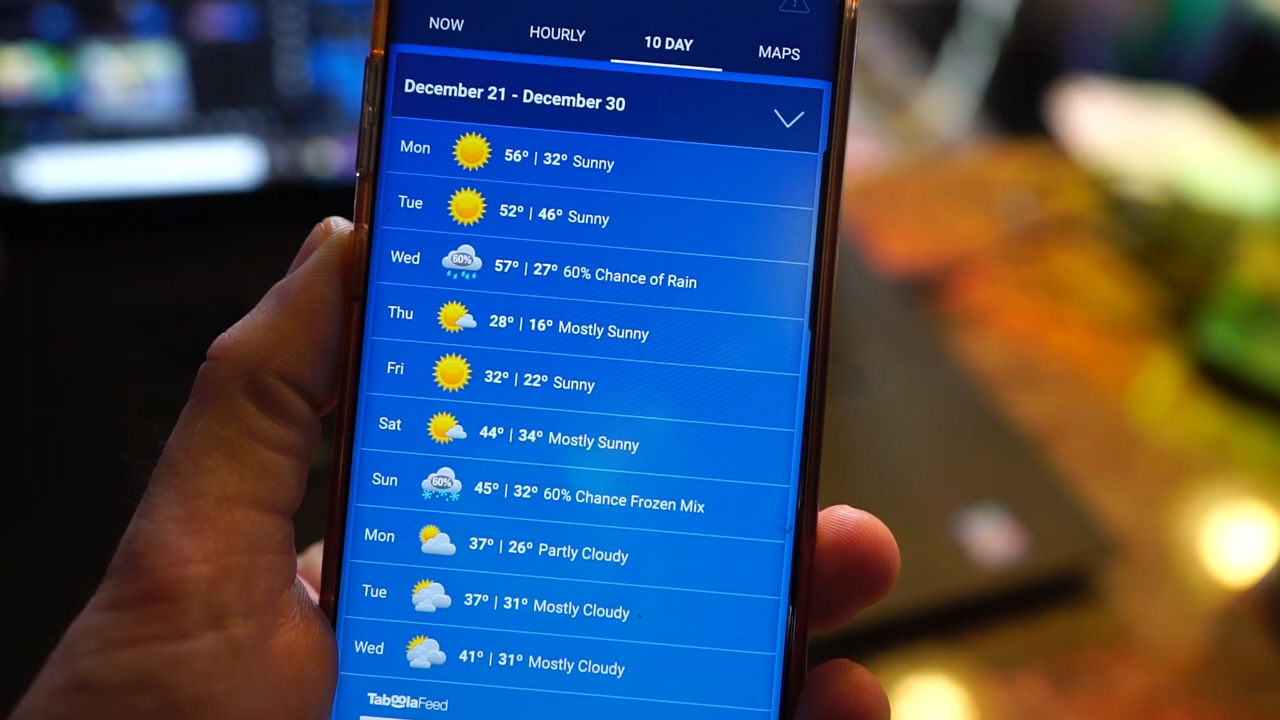 NOW HOURLY 10 DAY MAPS
December 21 - December 30
Mon 56° | 32° Sunny
Tue 52° | 46° Sunny
Wed 60% 57° | 27° 60% Chance of Rain
Thu 28° | 16° Mostly Sunny
Fri 32° | 22° Sunny
Sat 44° | 34° Mostly Sunny
Sun 60% 45° | 32° 60% Chance Frozen Mix
Mon 37° | 26° Partly Cloudy
Tue 37° | 31° Mostly Cloudy
Wed 41° | 31° Mostly Cloudy
Taboola Feed